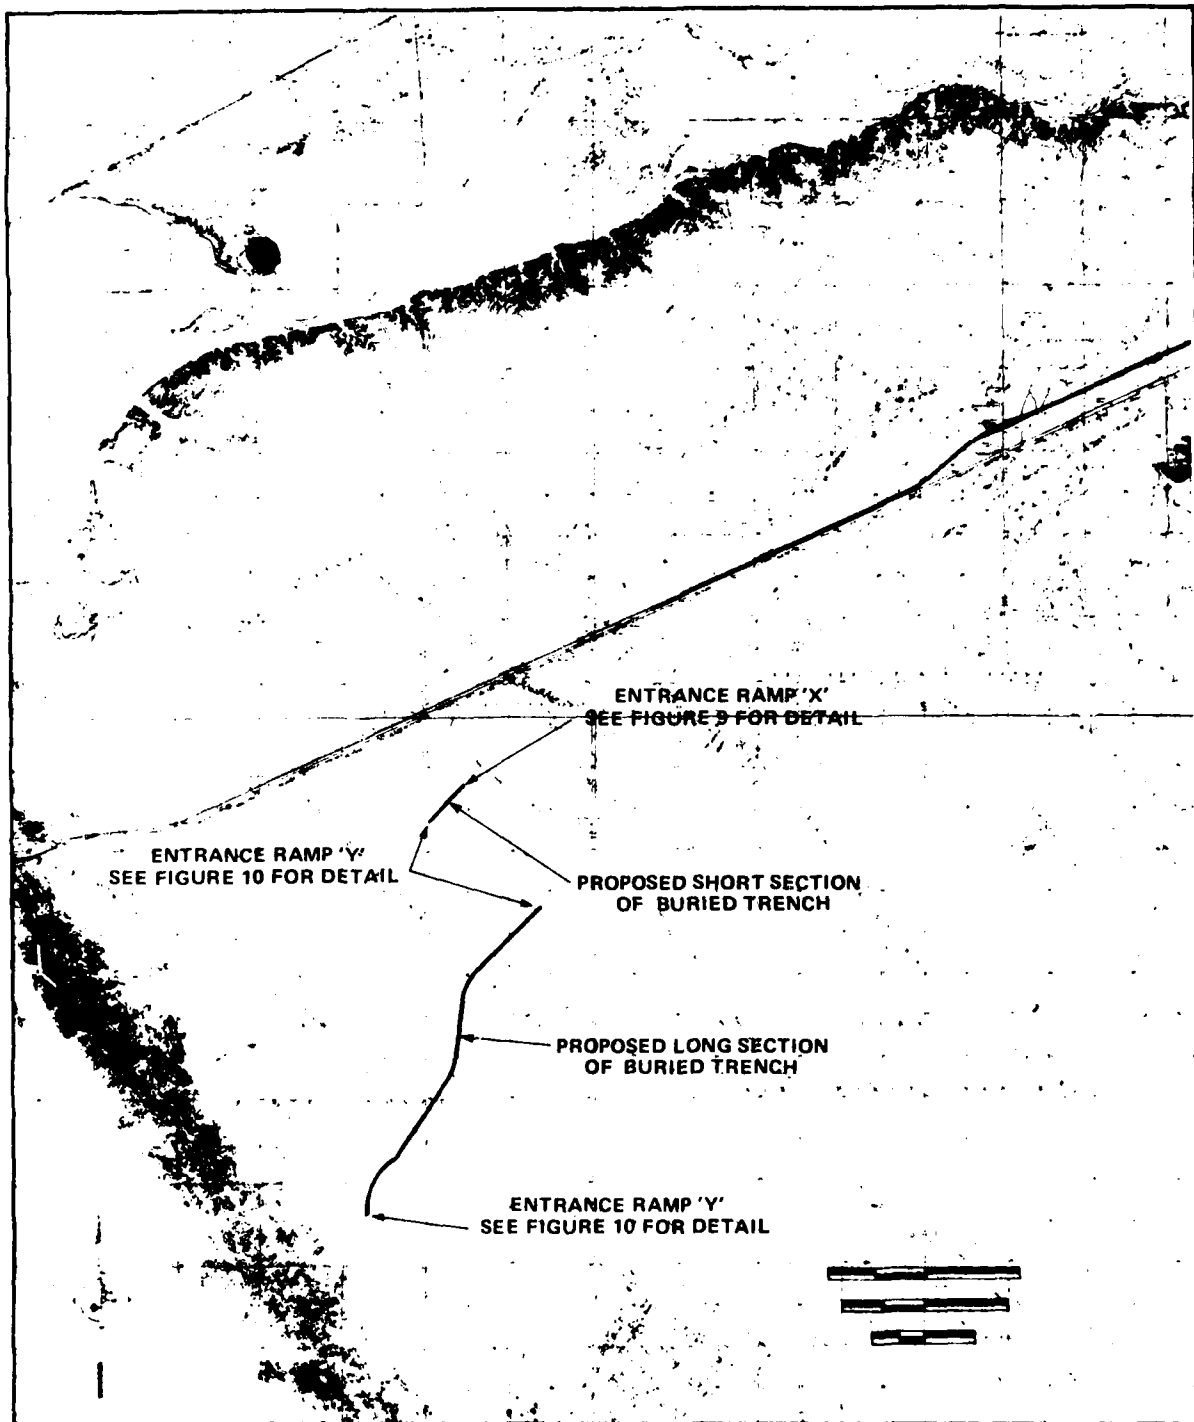 ENTRANCE RAMP 'X'
SEE FIGURE 9 FOR DETAIL
ENTRANCE RAMP 'Y'
SEE FIGURE 10 FOR DETAIL
PROPOSED SHORT SECTION
OF BURIED TRENCH
PROPOSED LONG SECTION
OF BURIED TRENCH
ENTRANCE RAMP 'Y'
SEE FIGURE 10 FOR DETAIL